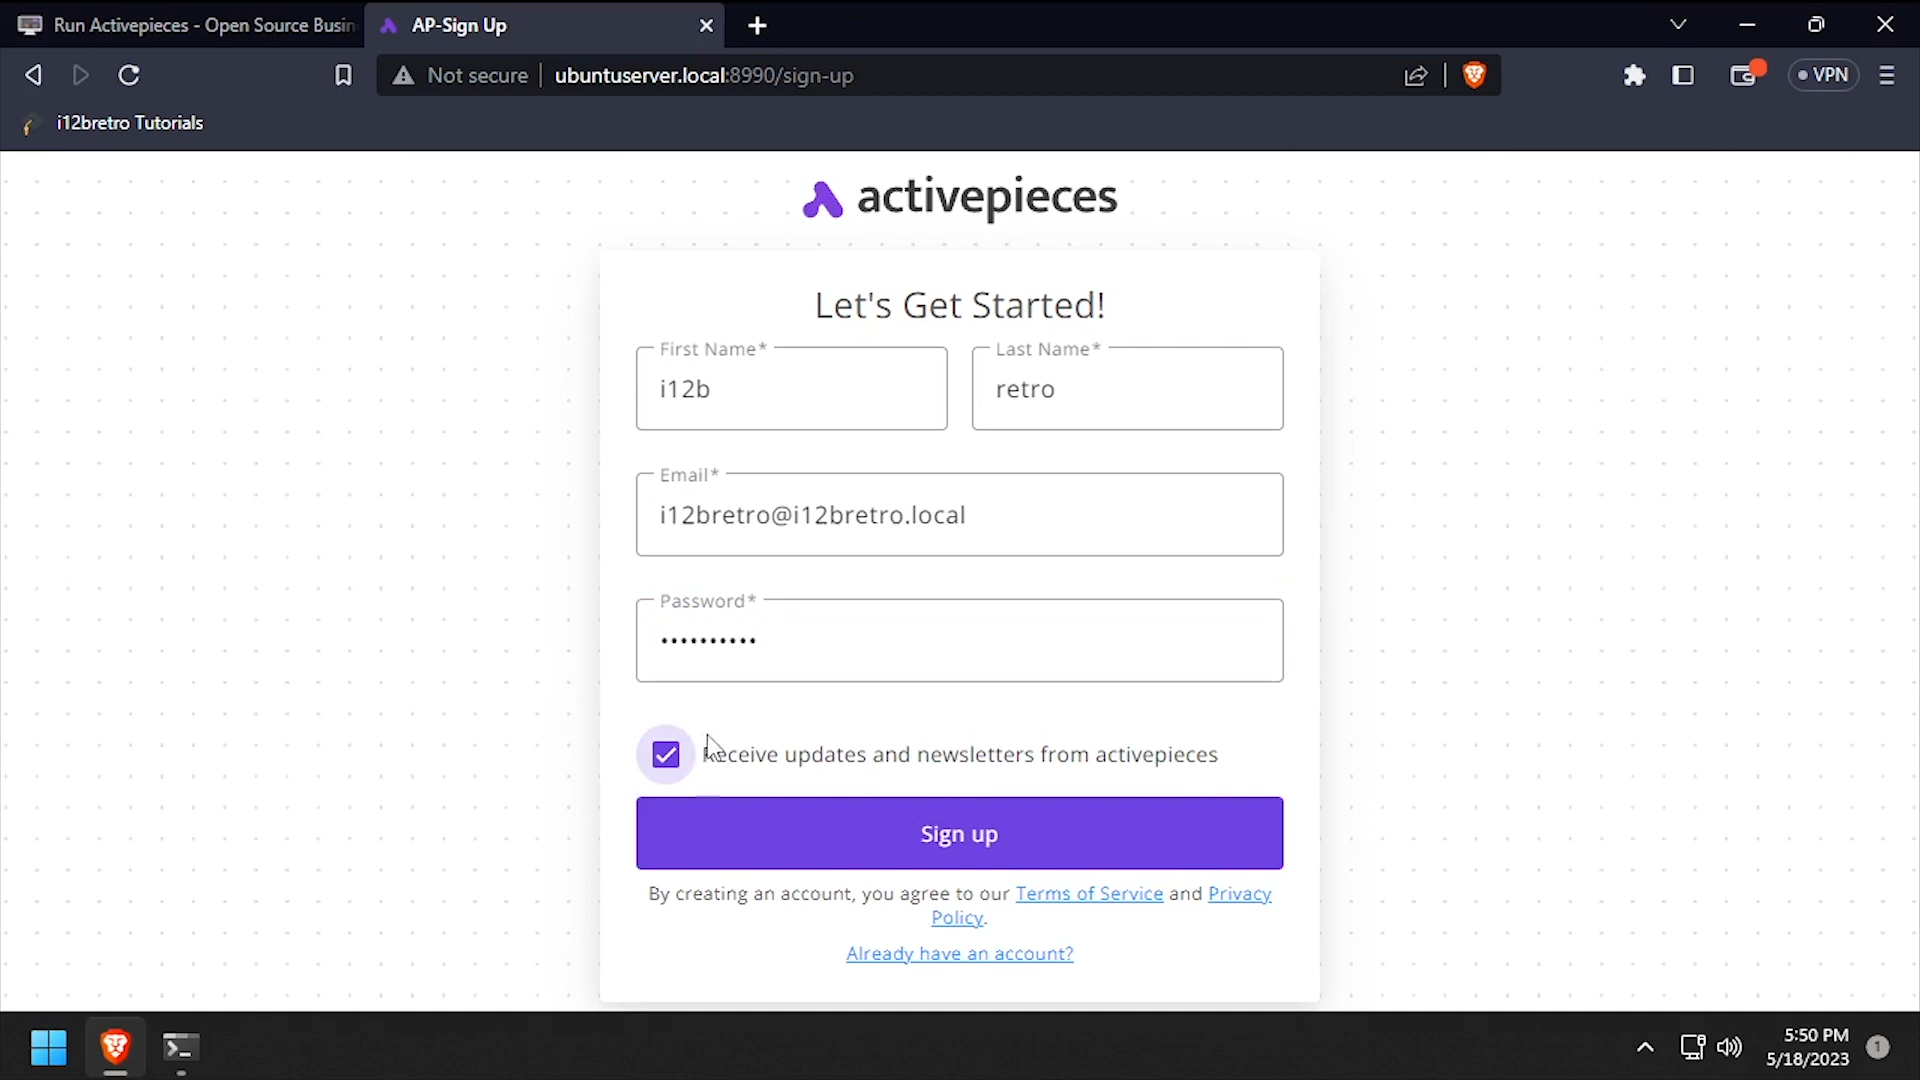 Run Activepieces - Open Source Busin
AP-Sign Up
Not secure
ubuntuserver.local:8990/sign-up
VPN
i12bretro Tutorials
activepieces
Let's Get Started!
First Name*
Last Name*
i12b
retro
Email*
i12bretro@i12bretro.local
Password*
••••••••••
Receive updates and newsletters from activepieces
Sign up
By creating an account, you agree to our Terms of Service and Privacy
Policy.
Already have an account?
5:50 PM
5/18/2023
1